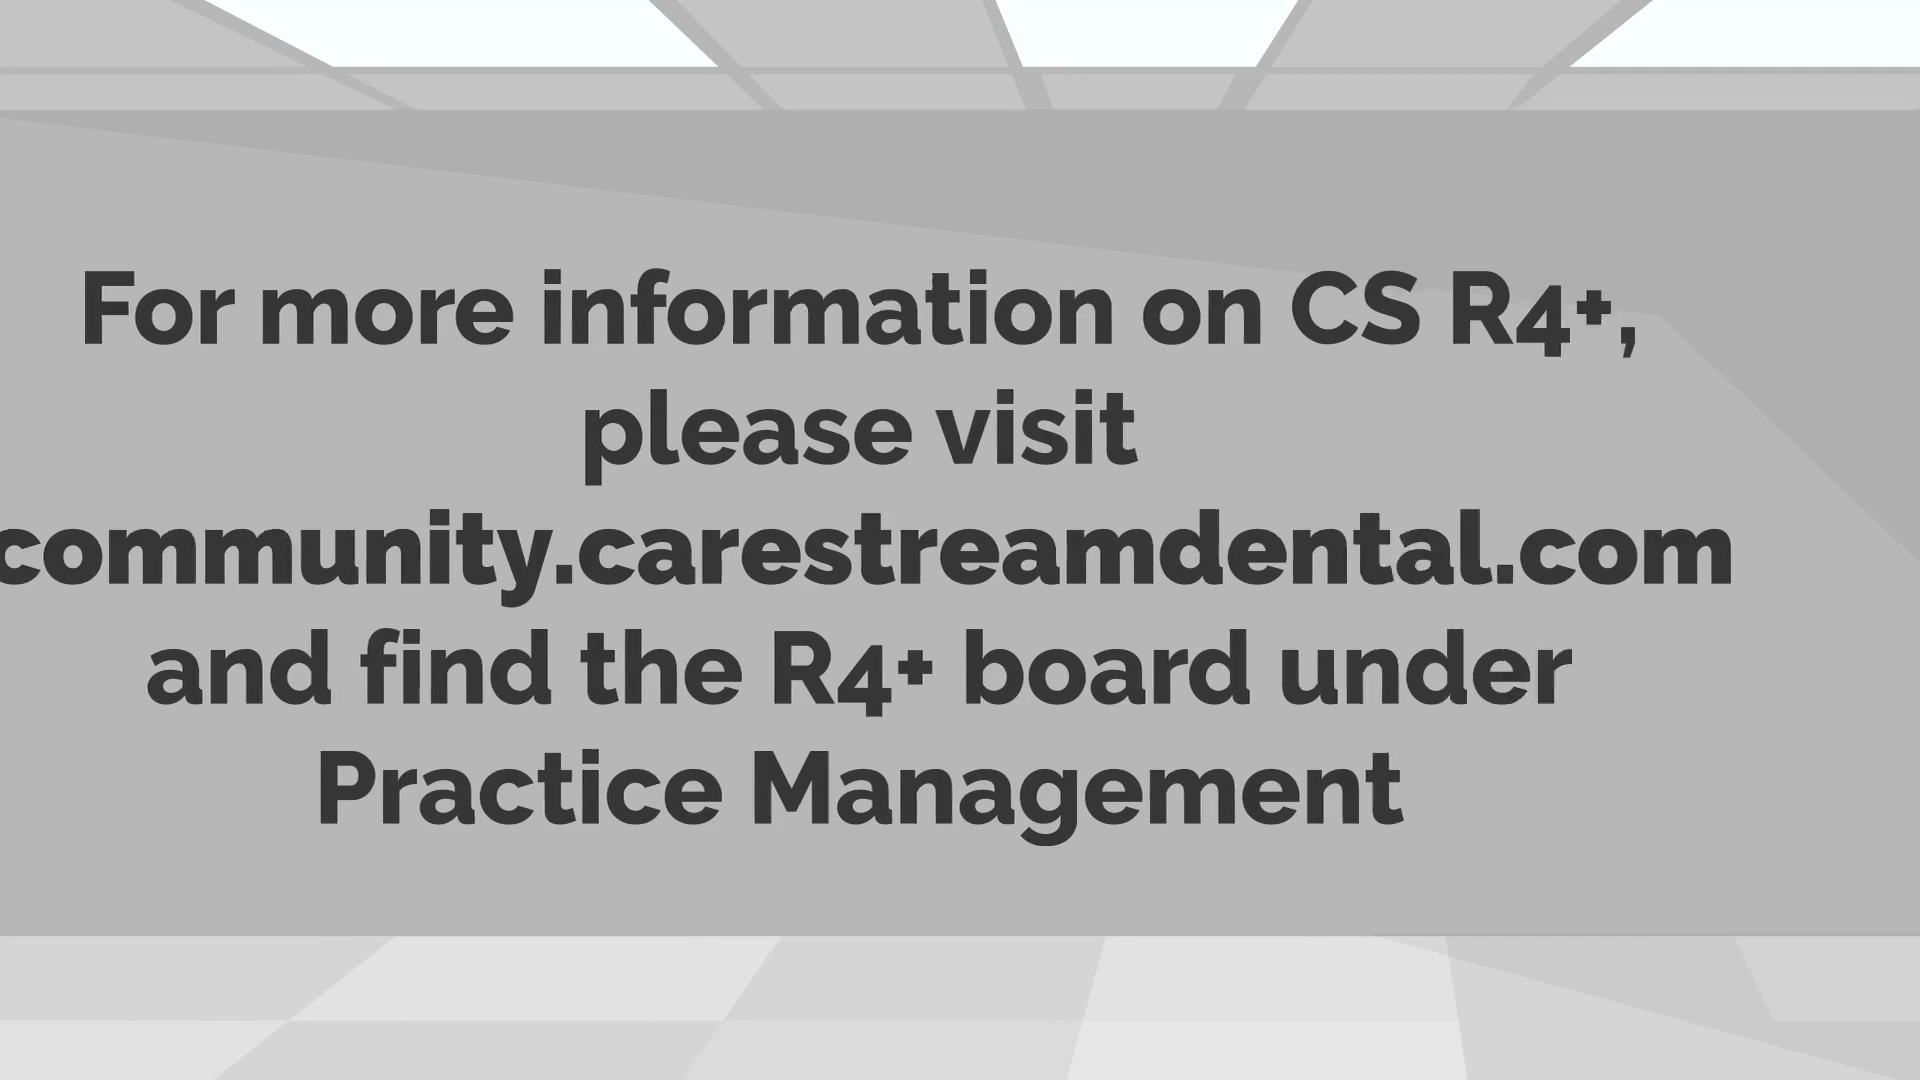 For more information on CS R4+,
please visit
community.carestreamdental.com
and find the R4+ board under
Practice Management